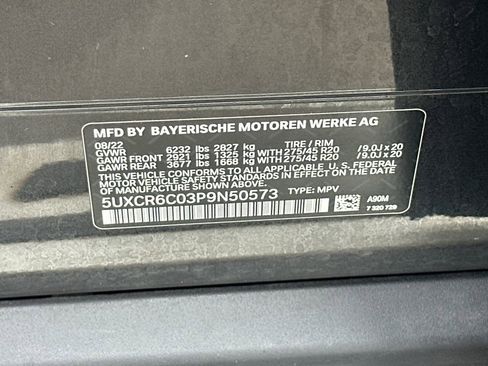 MFD BY BAYERISCHE MOTOREN WERKE AG
08/22 TIRE / RIM
GVWR 6232 lbs 2827 kg
GAWR FRONT 2921 lbs 1325 kg WITH 275/45 R20 / 9.0J x 20
GAWR REAR 3677 lbs 1668 kg WITH 275/45 R20 / 9.0J x 20
THIS VEHICLE CONFORMS TO ALL APPLICABLE U.S. FEDERAL
MOTOR VEHICLE SAFETY STANDARDS IN EFFECT ON THE DATE OF
MANUFACTURE SHOWN ABOVE.
5UXCR6C03P9N50573 TYPE: MPV
A90M
7 320 729